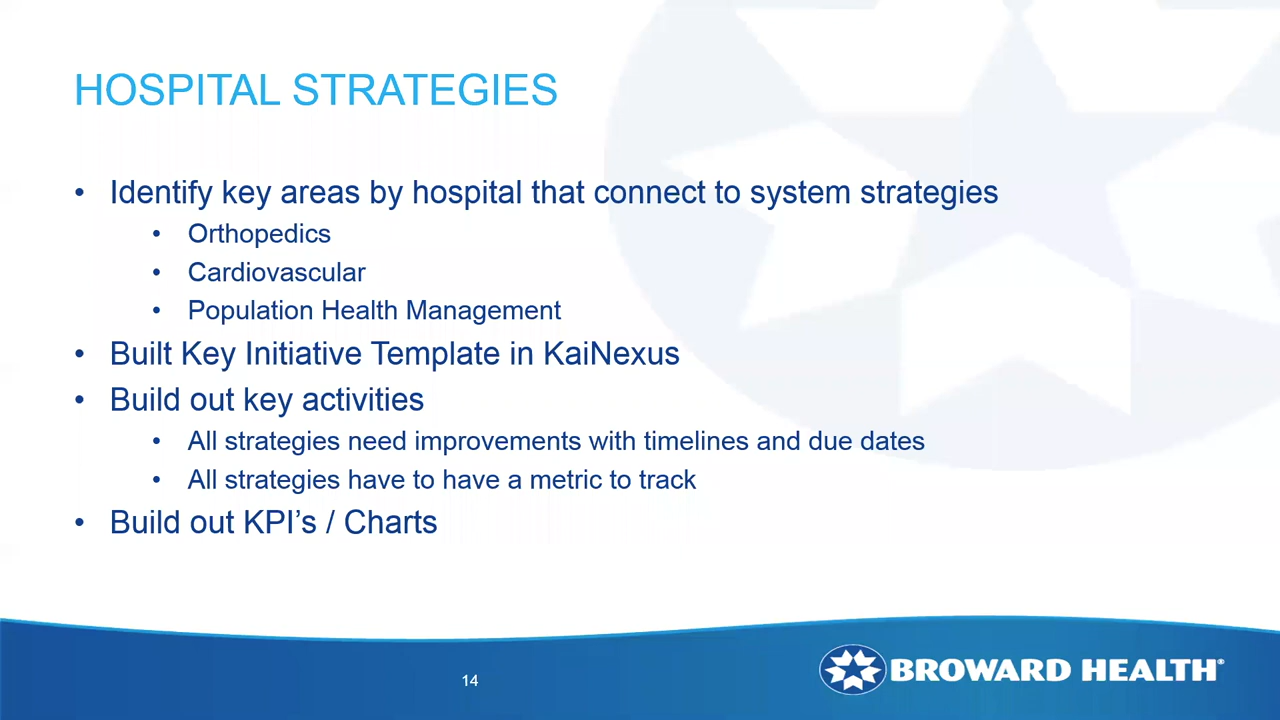 HOSPITAL STRATEGIES
• Identify key areas by hospital that connect to system strategies
• Orthopedics
• Cardiovascular
• Population Health Management
• Built Key Initiative Template in KaiNexus
• Build out key activities
• All strategies need improvements with timelines and due dates
• All strategies have to have a metric to track
• Build out KPI’s / Charts
14
BROWARD HEALTH®